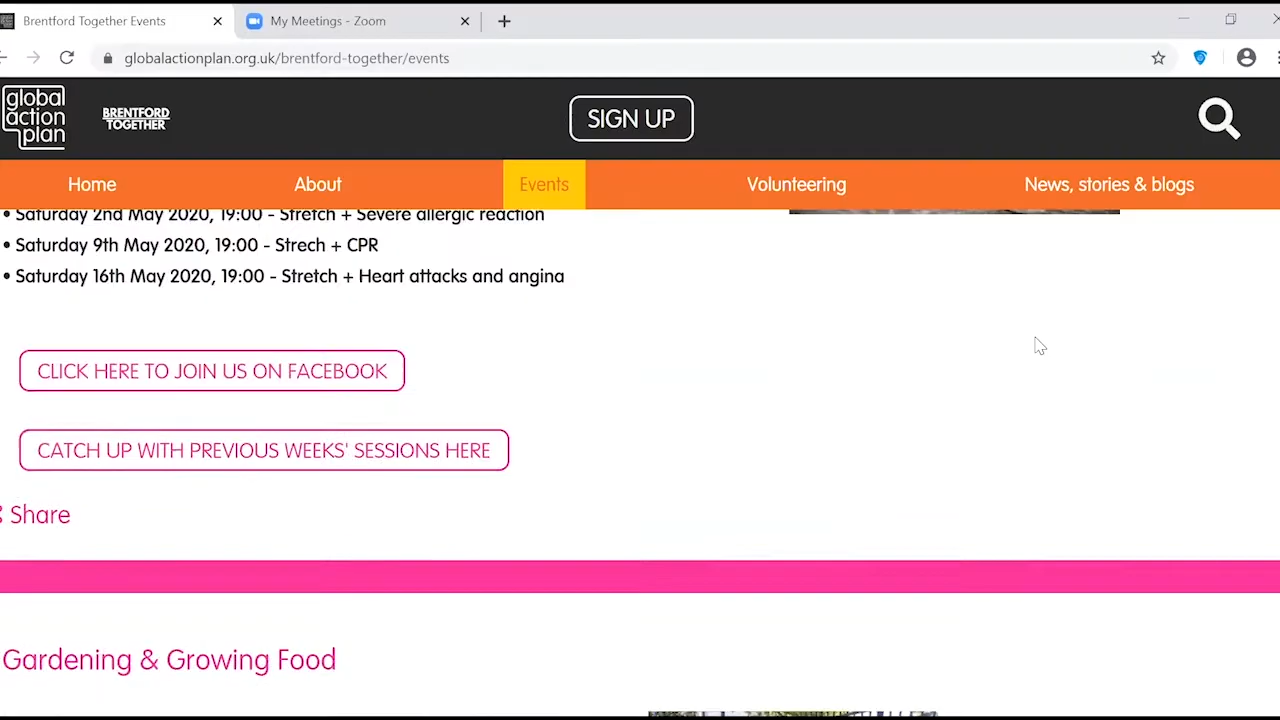 Brentford Together Events
My Meetings - Zoom
globalactionplan.org.uk/brentford-together/events
global
action
plan
BRENTFORD
TOGETHER
SIGN UP
Home
About
Events
Volunteering
News, stories & blogs
• Saturday 2nd May 2020, 19:00 - Stretch + Severe allergic reaction
• Saturday 9th May 2020, 19:00 - Strech + CPR
• Saturday 16th May 2020, 19:00 - Stretch + Heart attacks and angina
CLICK HERE TO JOIN US ON FACEBOOK
CATCH UP WITH PREVIOUS WEEKS' SESSIONS HERE
Share
Gardening & Growing Food